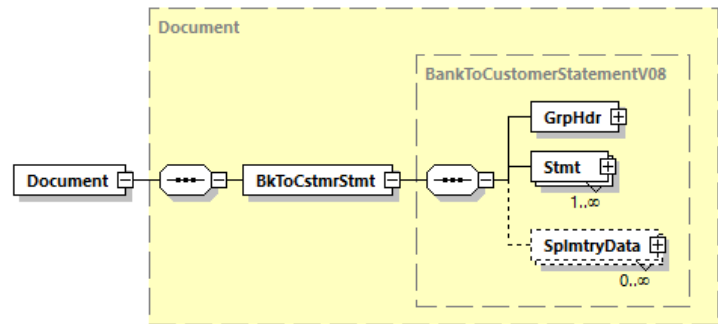 Document
BankToCustomerStatementV08
GrpHdr
Document
BkToCstmrStmt
Stmt
1..∞
SplmtryData
0..∞